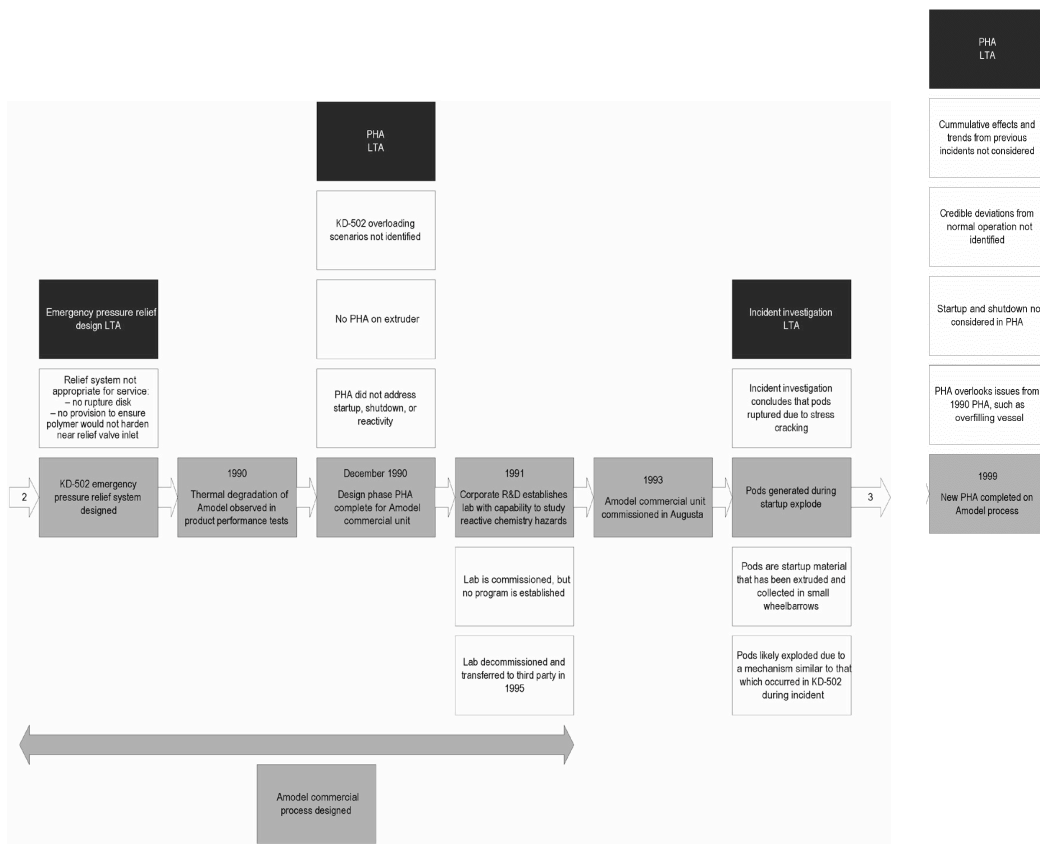 PHA
LTA
Cummulative effects and
trends from previous
incidents not considered
Credible deviations from
normal operation not
identified
Startup and shutdown no
considered in PHA
PHA overlooks issues from
1990 PHA, such as
overfilling vessel
1999
New PHA completed on
Amodel process
PHA
LTA
KD-502 overloading
scenarios not identified
No PHA on extruder
PHA did not address
startup, shutdown, or
reactivity
Emergency pressure relief
design LTA
Relief system not
appropriate for service:
– no rupture disk
– no provision to ensure
polymer would not harden
near relief valve inlet
Incident investigation
LTA
Incident investigation
concludes that pods
ruptured due to stress
cracking
2
KD-502 emergency
pressure relief system
designed
1990
Thermal degradation of
Amodel observed in
product performance tests
December 1990
Design phase PHA
complete for Amodel
commercial unit
1991
Corporate R&D establishes
lab with capability to study
reactive chemistry hazards
1993
Amodel commercial unit
commissioned in Augusta
Pods generated during
startup explode
3
Lab is commissioned, but
no program is established
Lab decommissioned and
transferred to third party in
1995
Pods are startup material
that has been extruded and
collected in small
wheelbarrows
Pods likely exploded due to
a mechanism similar to that
which occurred in KD-502
during incident
Amodel commercial
process designed